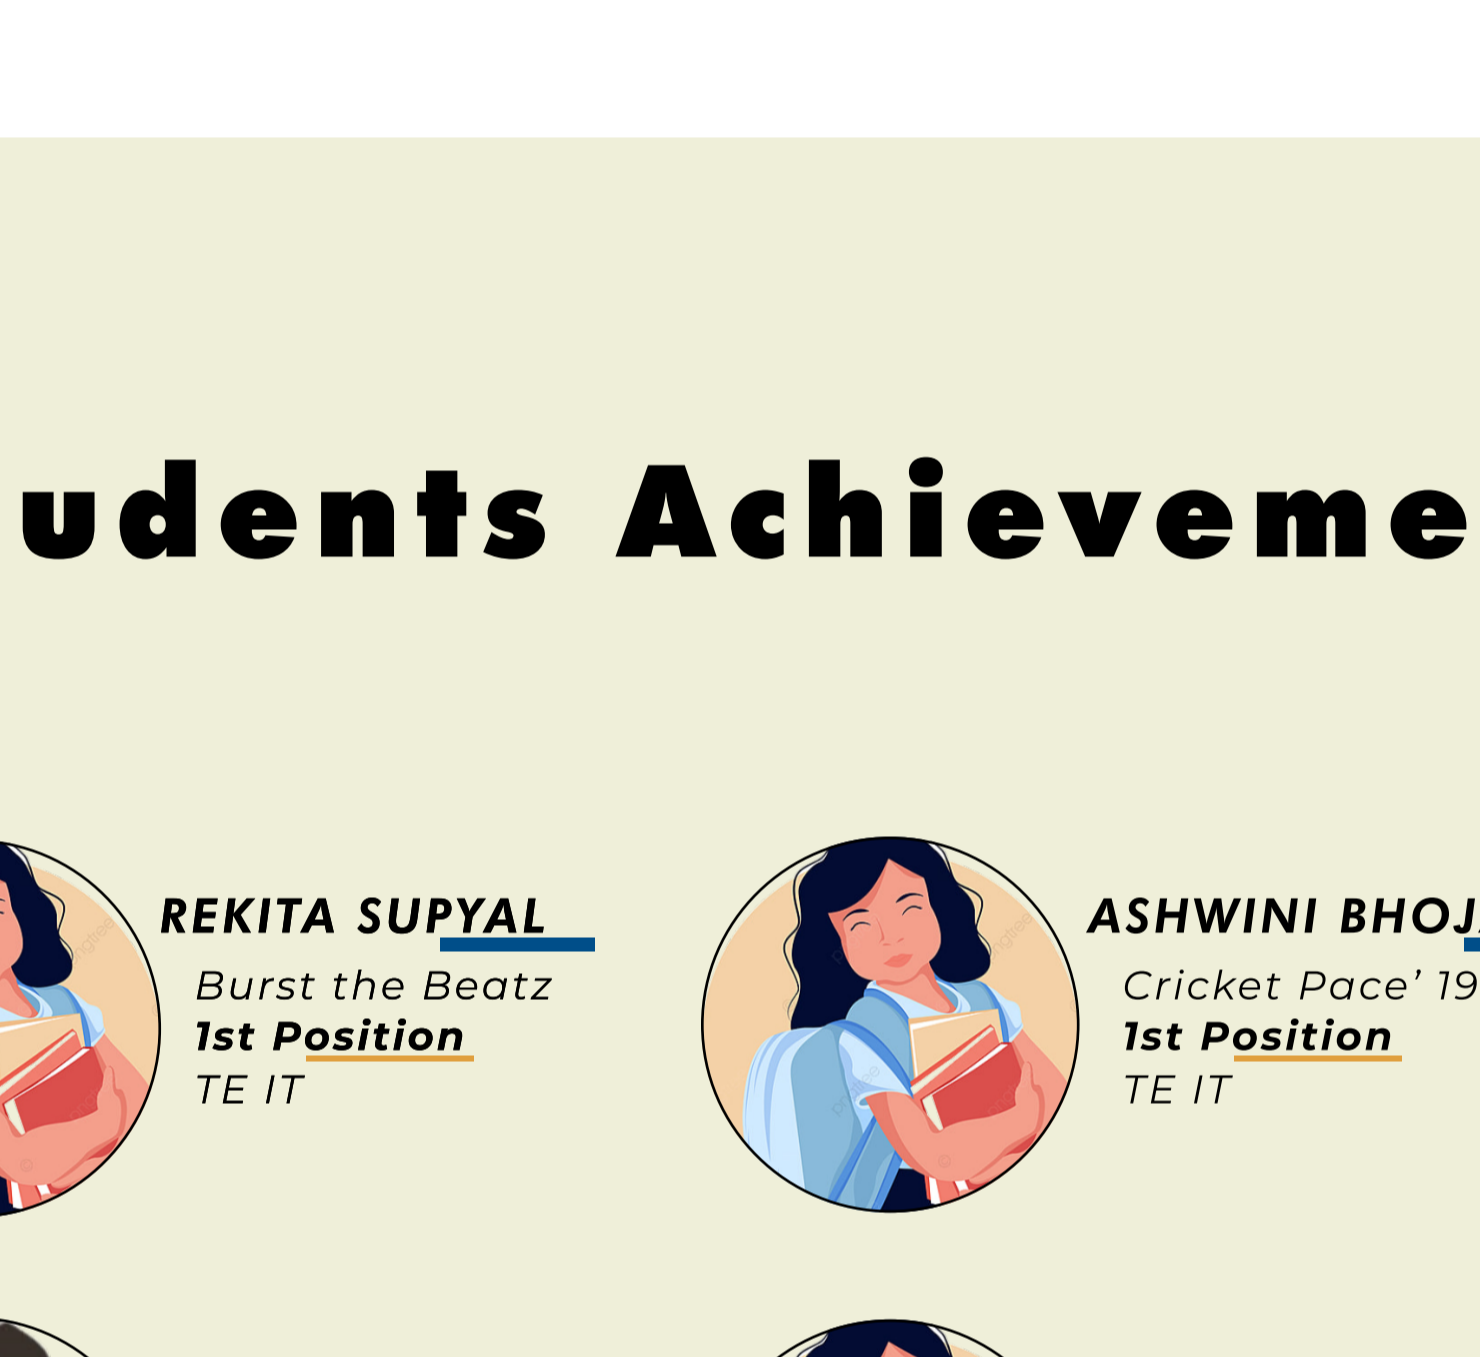 udents Achieveme
REKITA SUPYAL
Burst the Beatz
1st Position
TE IT
ASHWINI BHOJ
Cricket Pace’ 19
1st Position
TE IT